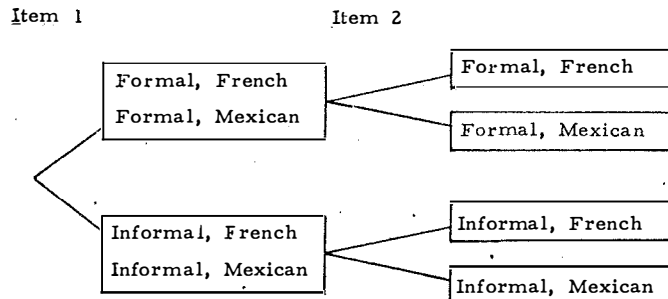 Item 1
Item 2
Formal, French
Formal, Mexican
Informal, French
Informal, Mexican
Formal, French
Formal, Mexican
Informal, French
Informal, Mexican